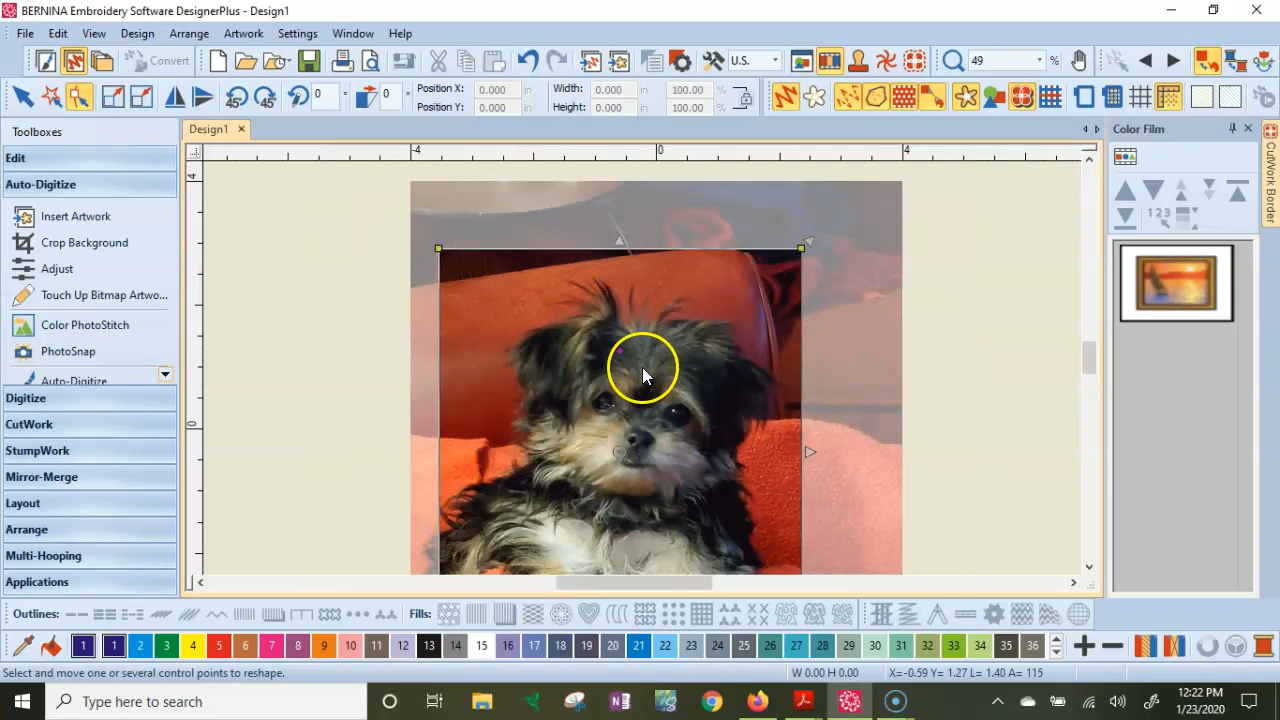 BERNINA Embroidery Software DesignerPlus - Design1
File Edit View Design Arrange Artwork Settings Window Help
Convert U.S. 49 %
45 45 0 ° 0 ° Position X: 0.000 in Width: 0.000 in 100.00 %
Position Y: 0.000 in Height: 0.000 in 100.00 %
Toolboxes
Edit
Auto-Digitize
Insert Artwork
Crop Background
Adjust
Touch Up Bitmap Artwo...
Color PhotoStitch
PhotoSnap
Auto-Digitize
Digitize
CutWork
StumpWork
Mirror-Merge
Layout
Arrange
Multi-Hooping
Applications
Design1
-4 0 4
4
0
Color Film
1 2 3
CutWork Border
Outlines: Fills:
1 1 2 3 4 5 6 7 8 9 10 11 12 13 14 15 16 17 18 19 20 21 22 23 24 25 26 27 28 29 30 31 32 33 34 35 36
Select and move one or several control points to reshape. W 0.00 H 0.00 X=-0.59 Y= 1.27 L= 1.40 A= 115
Type here to search
12:22 PM
1/23/2020